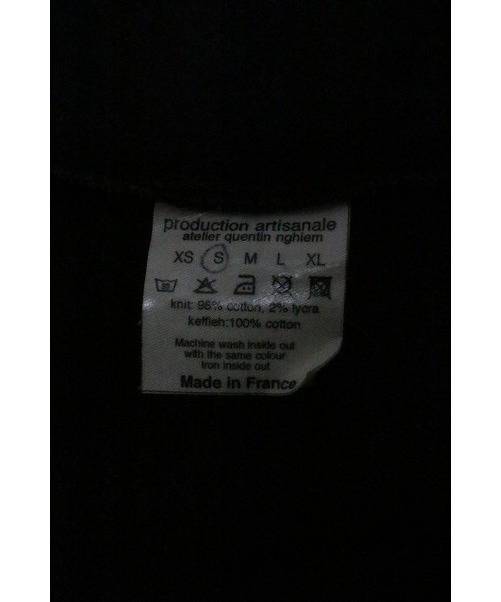 production artisanale
atelier quentin nghiem
XS S M L XL
knit: 98% cotton, 2% lycra
keffieh:100% cotton
Machine wash inside out
with the same colour
Iron inside out
Made in France